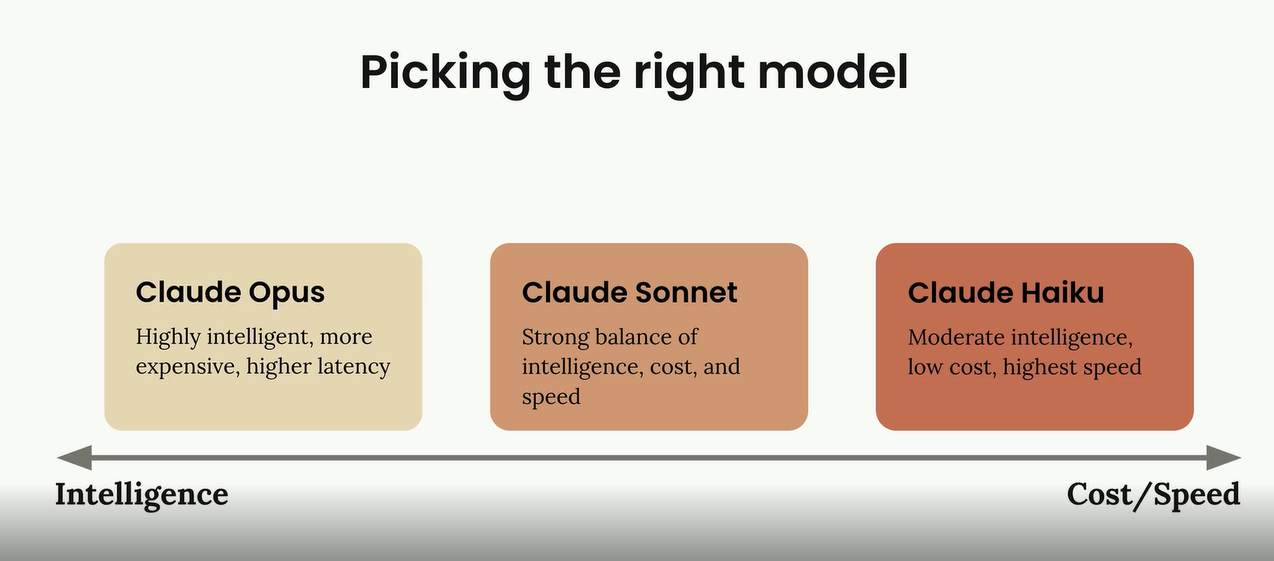 Picking the right model
Claude Opus
Highly intelligent, more
expensive, higher latency
Claude Sonnet
Strong balance of
intelligence, cost, and
speed
Claude Haiku
Moderate intelligence,
low cost, highest speed
Intelligence
Cost/Speed